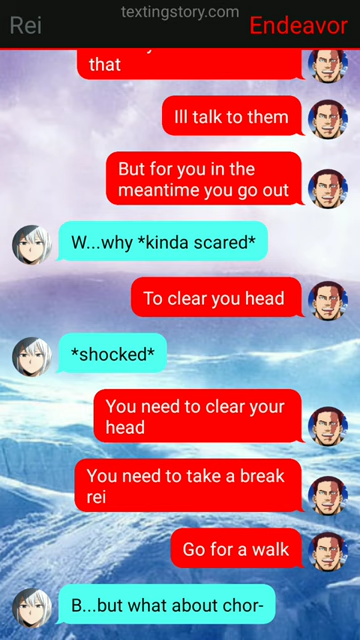 textingstory.com
Rei
Endeavor
that
Ill talk to them
But for you in the
meantime you go out
W...why *kinda scared*
To clear you head
*shocked*
You need to clear your
head
You need to take a break
rei
Go for a walk
B...but what about chor-